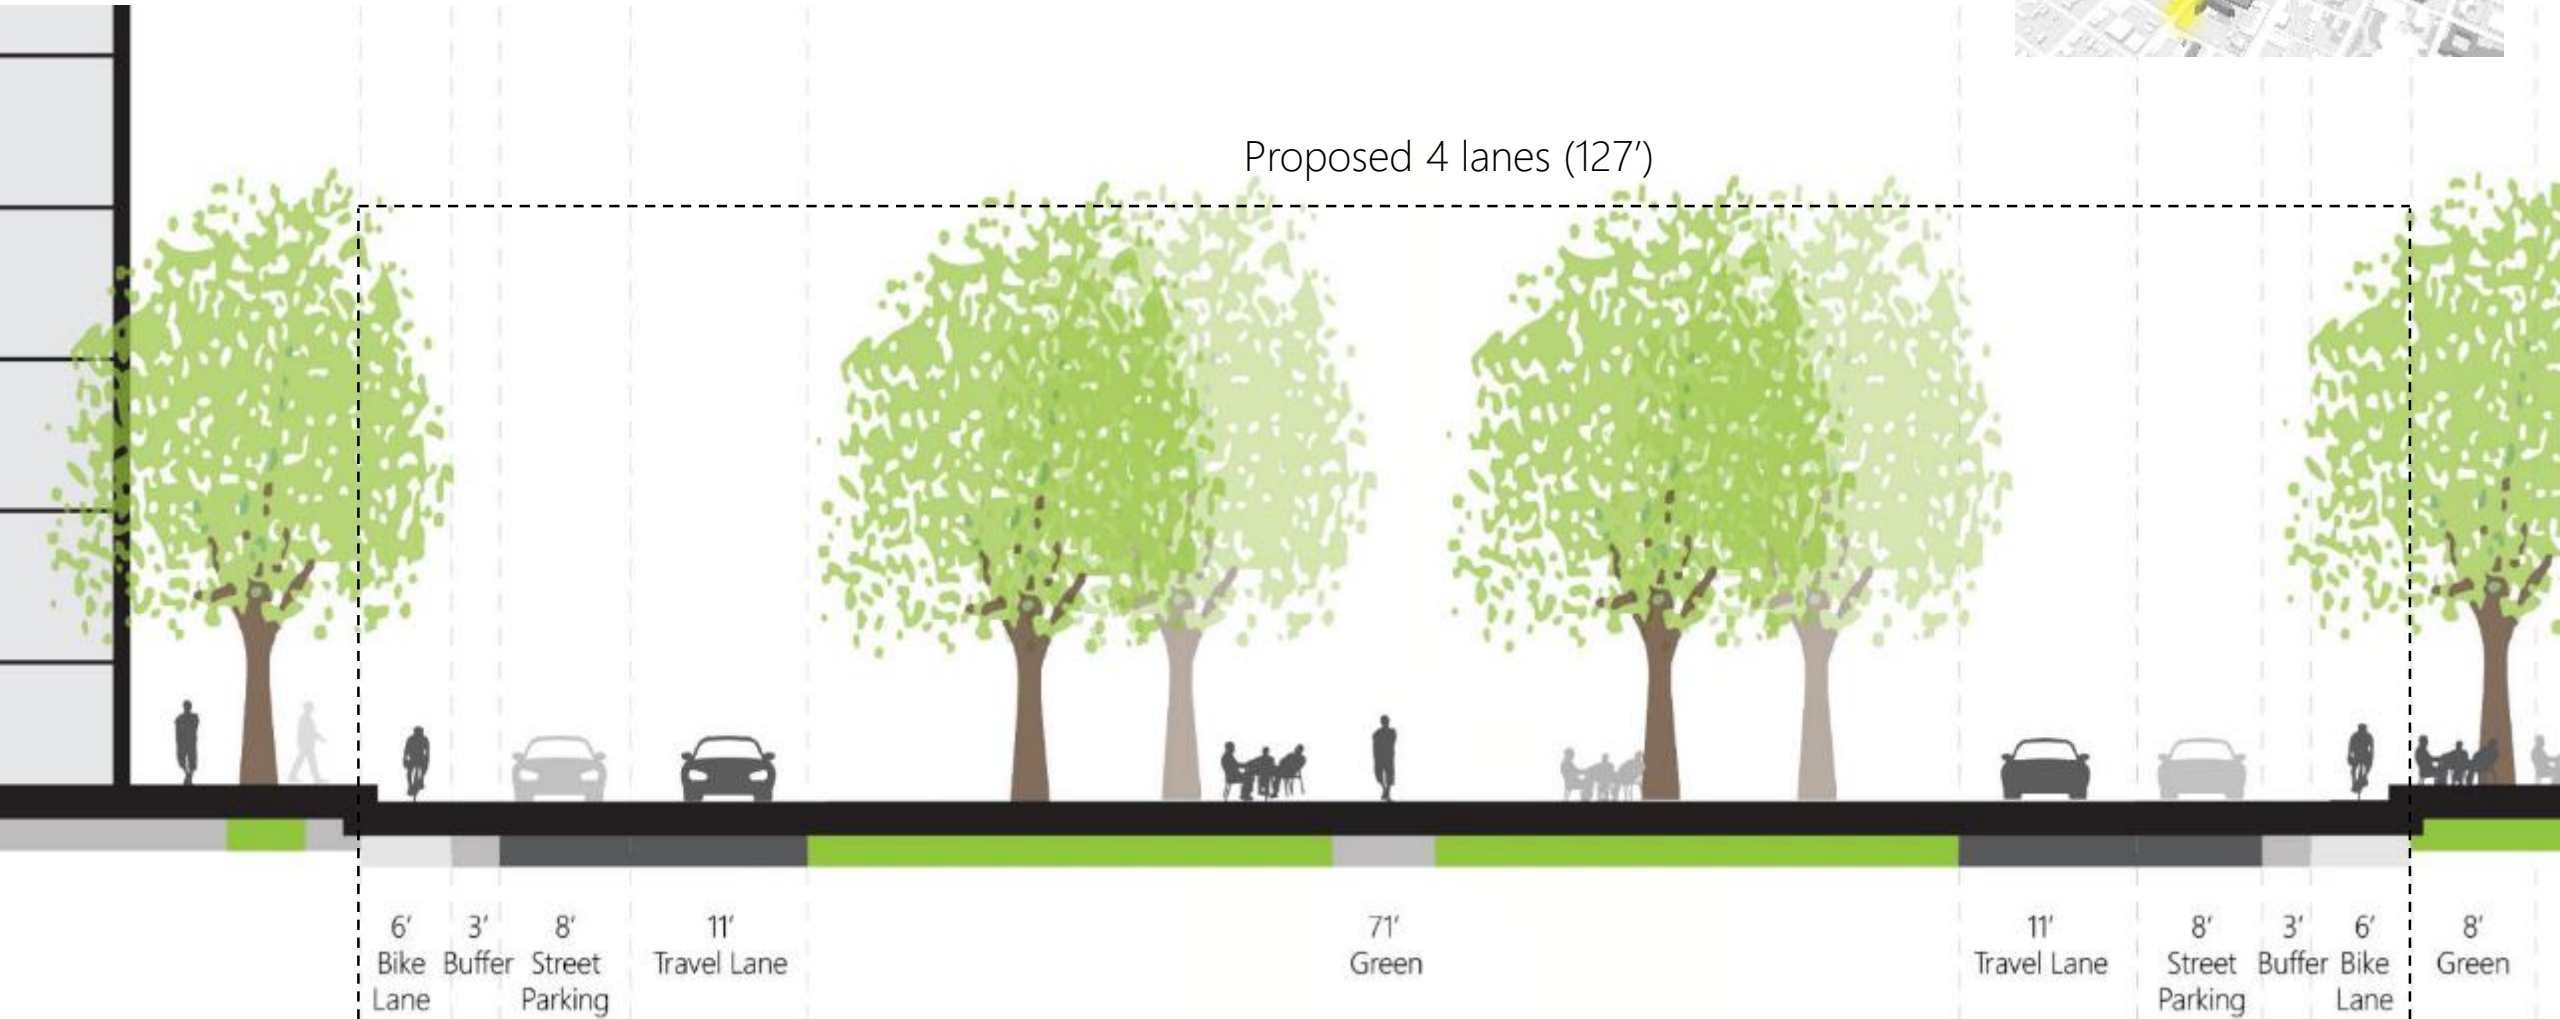 Proposed 4 lanes (127’)
6’
Bike
Lane
3’
Buffer
8’
Street
Parking
11’
Travel Lane
71’
Green
11’
Travel Lane
8’
Street
Parking
3’
Buffer
6’
Bike
Lane
8’
Green